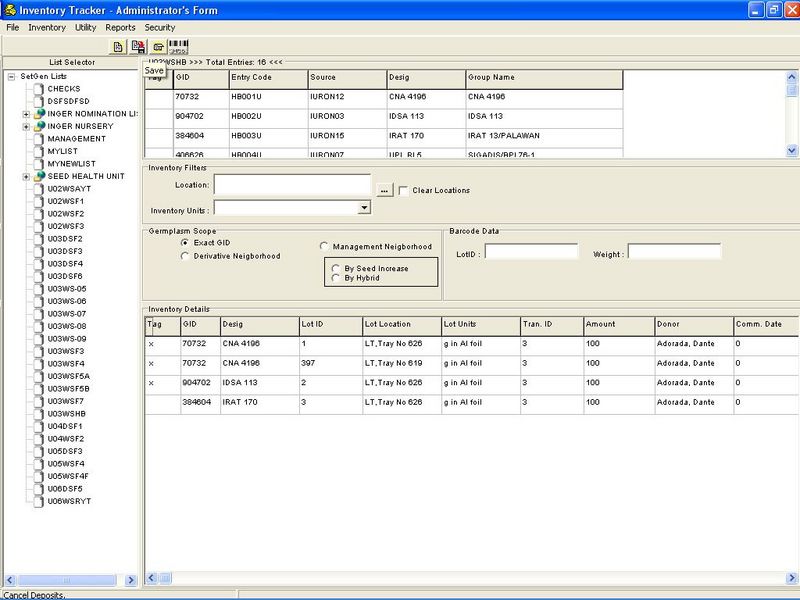 Inventory Tracker - Administrator's Form
File Inventory Utility Reports Security
List Selector
U03WSHB >>> Total Entries: 16 <<<
Save
SetGen Lists
CHECKS
DSFSDFSD
INGER NOMINATION LI
INGER NURSERY
MANAGEMENT
MYLIST
MYNEWLIST
SEED HEALTH UNIT
U02WSAYT
U02WSF1
U02WSF2
U02WSF3
U03DSF2
U03DSF3
U03DSF4
U03DSF6
U03WS-05
U03WS-06
U03WS-07
U03WS-08
U03WS-09
U03WSF3
U03WSF4
U03WSF5A
U03WSF5B
U03WSF7
U03WSHB
U04DSF1
U04WSF2
U05DSF3
U05WSF4
U05WSF4F
U06DSF5
U06WSRYT
Tag GID Entry Code Source Desig Group Name
70732 HB001U IURON12 CNA 4196 CNA 4196
904702 HB002U IURON03 IDSA 113 IDSA 113
384604 HB003U IURON15 IRAT 170 IRAT 13/PALAWAN
406626 HB004U IURON07 UPL RI 5 SIGADIS/BPI 76-1
Inventory Filters
Location:
...
Clear Locations
Inventory Units :
Germplasm Scope
Exact GID
Derivative Neigborhood
Management Neigborhood
By Seed Increase
By Hybrid
Barcode Data
LotID :
Weight :
Inventory Details
Tag GID Desig Lot ID Lot Location Lot Units Tran. ID Amount Donor Comm. Date
x 70732 CNA 4196 1 LT,Tray No 626 g in Al foil 3 100 Adorada, Dante 0
x 70732 CNA 4196 397 LT,Tray No 619 g in Al foil 3 100 Adorada, Dante 0
x 904702 IDSA 113 2 LT,Tray No 626 g in Al foil 3 100 Adorada, Dante 0
384604 IRAT 170 3 LT,Tray No 626 g in Al foil 3 100 Adorada, Dante 0
Cancel Deposits.